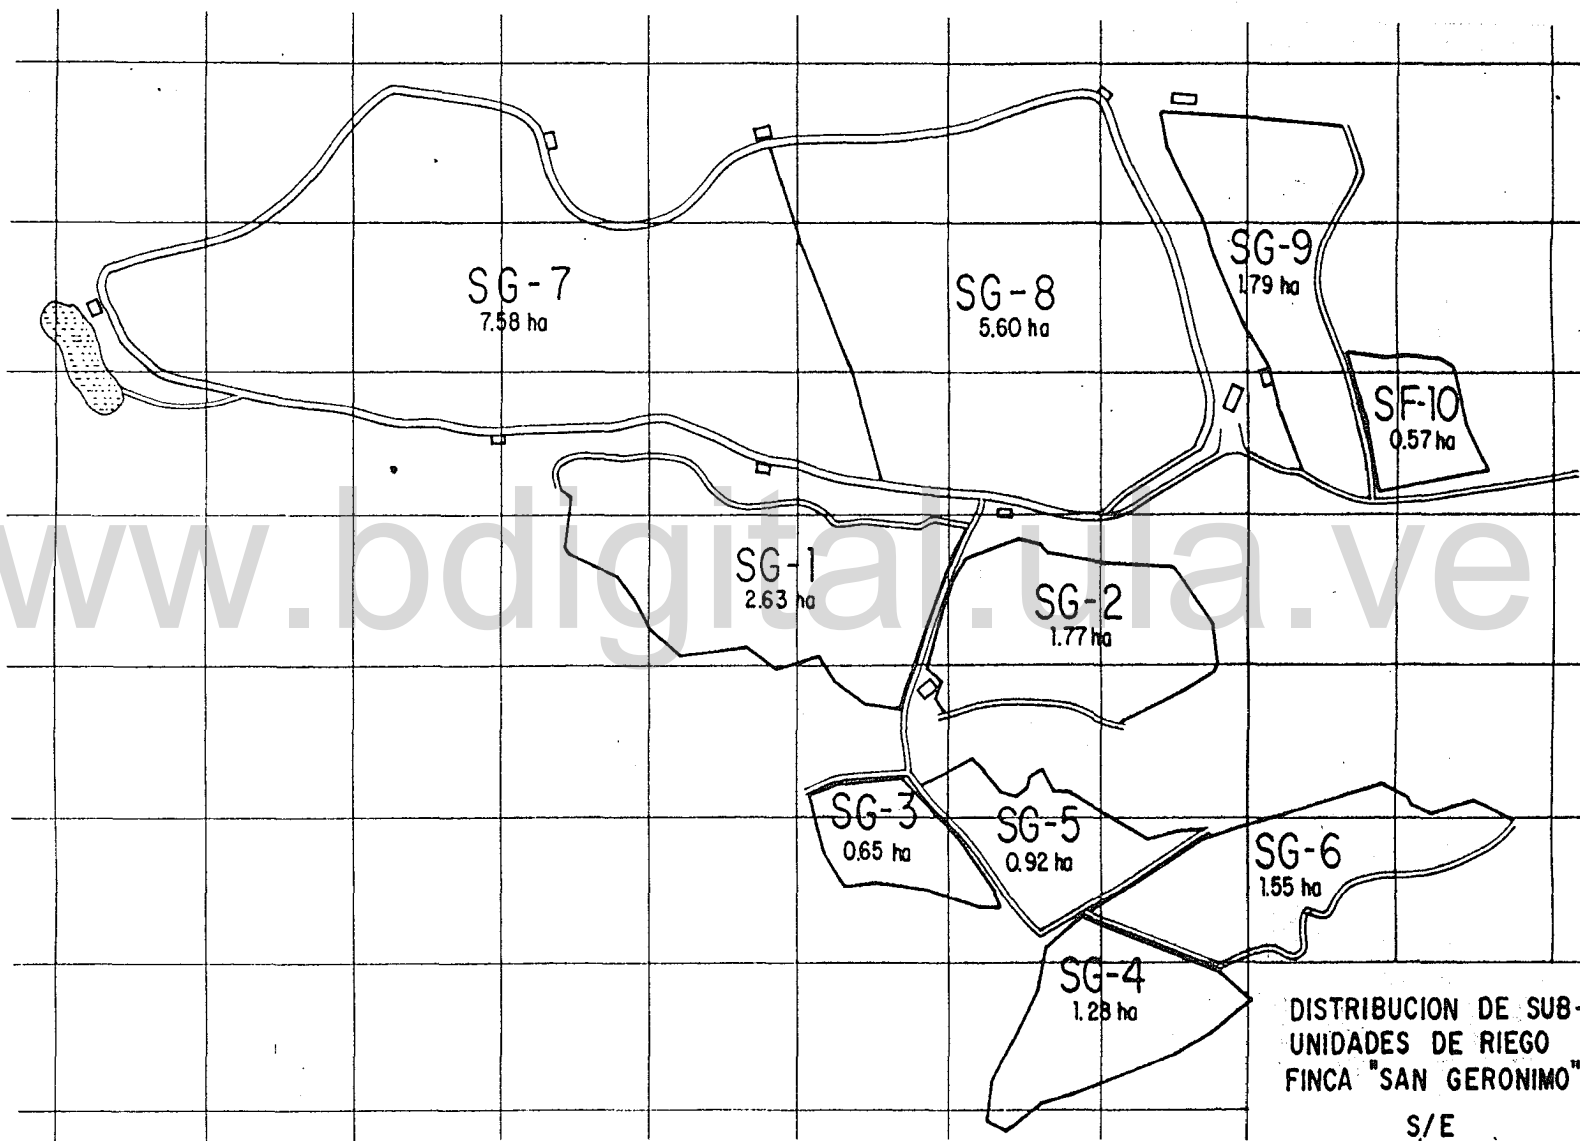 SG-7
7.58 ha
SG-8
5.60 ha
SG-9
1.79 ha
SF-10
0.57 ha
www.bdigital.ula.ve
SG-1
2.63 ha
SG-2
1.77 ha
SG-3
0.65 ha
SG-5
0.92 ha
SG-6
1.55 ha
SG-4
1.28 ha
DISTRIBUCION DE SUB-
UNIDADES DE RIEGO
FINCA "SAN GERONIMO"
S/E